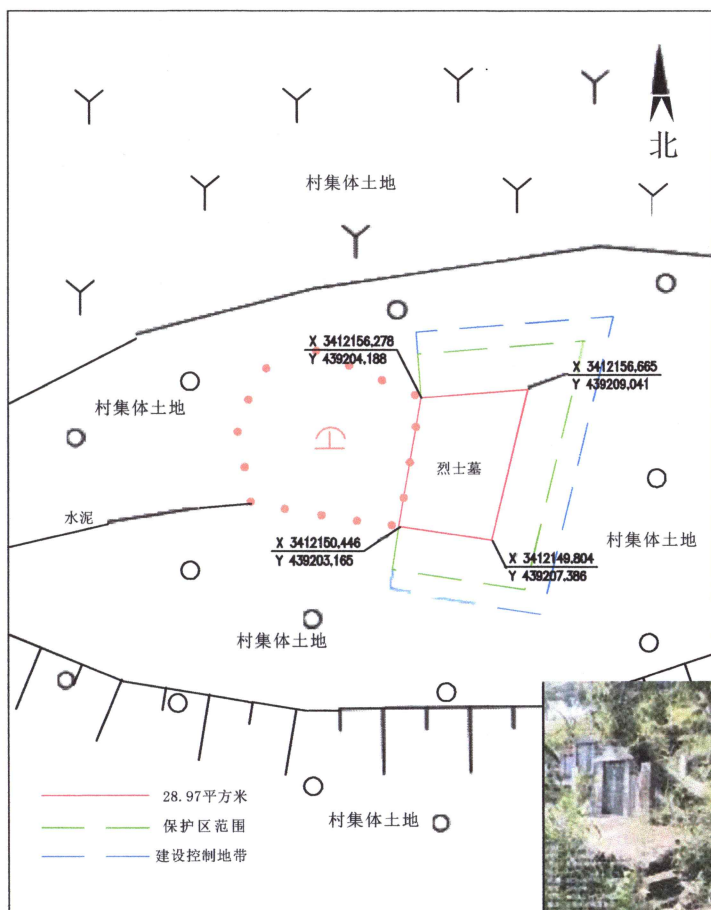 北
村集体土地
X 3412156,278
Y 439204,188
X 3412156,665
Y 439209,041
村集体土地
烈士墓
水泥
村集体土地
X 3412150,446
Y 439203,165
X 3412149,804
Y 439207,386
村集体土地
28.97平方米
保护区范围
村集体土地
建设控制地带